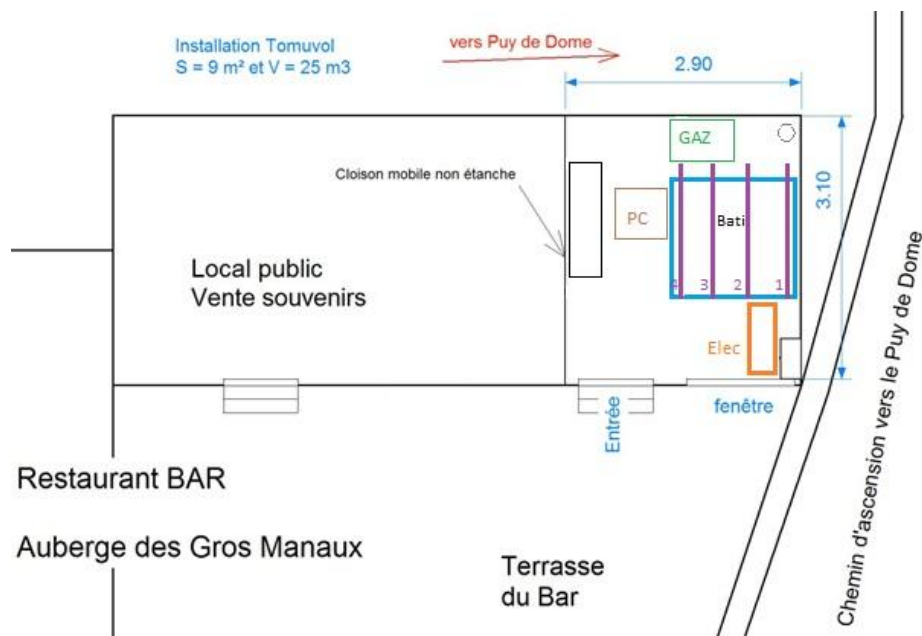 Installation Tomuvol
S = 9 m² et V = 25 m3
vers Puy de Dome
2.90
GAZ
3.10
Cloison mobile non étanche
PC
Bati
Local public
Vente souvenirs
4 3 2 1
Elec
Entrée
fenêtre
Restaurant BAR
Auberge des Gros Manaux
Terrasse
du Bar
Chemin d'ascension vers le Puy de Dome